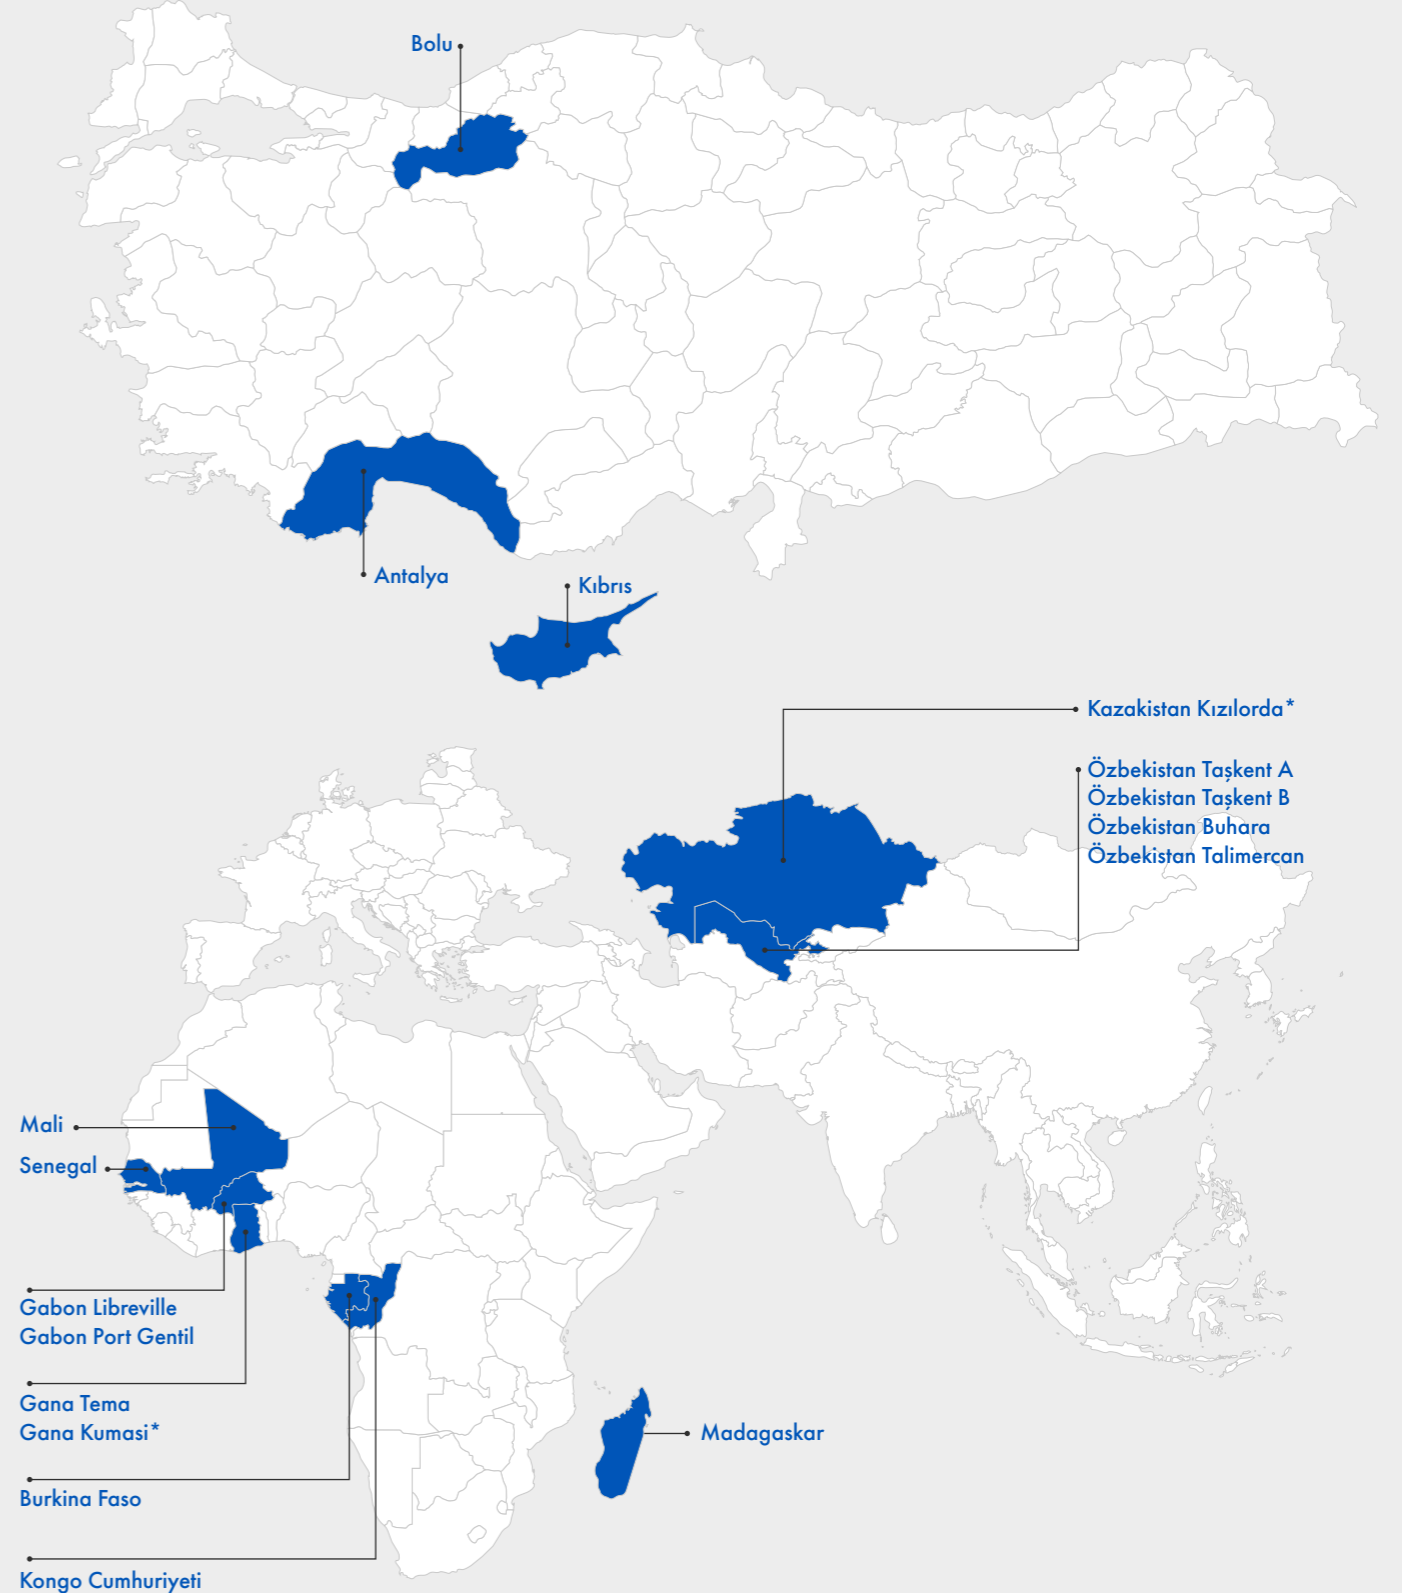 Bolu
Antalya
Kıbrıs
Kazakistan Kızılorda*
Özbekistan Taşkent A
Özbekistan Taşkent B
Özbekistan Buhara
Özbekistan Talimercan
Mali
Senegal
Gabon Libreville
Gabon Port Gentil
Gana Tema
Gana Kumasi*
Madagaskar
Burkina Faso
Kongo Cumhuriyeti